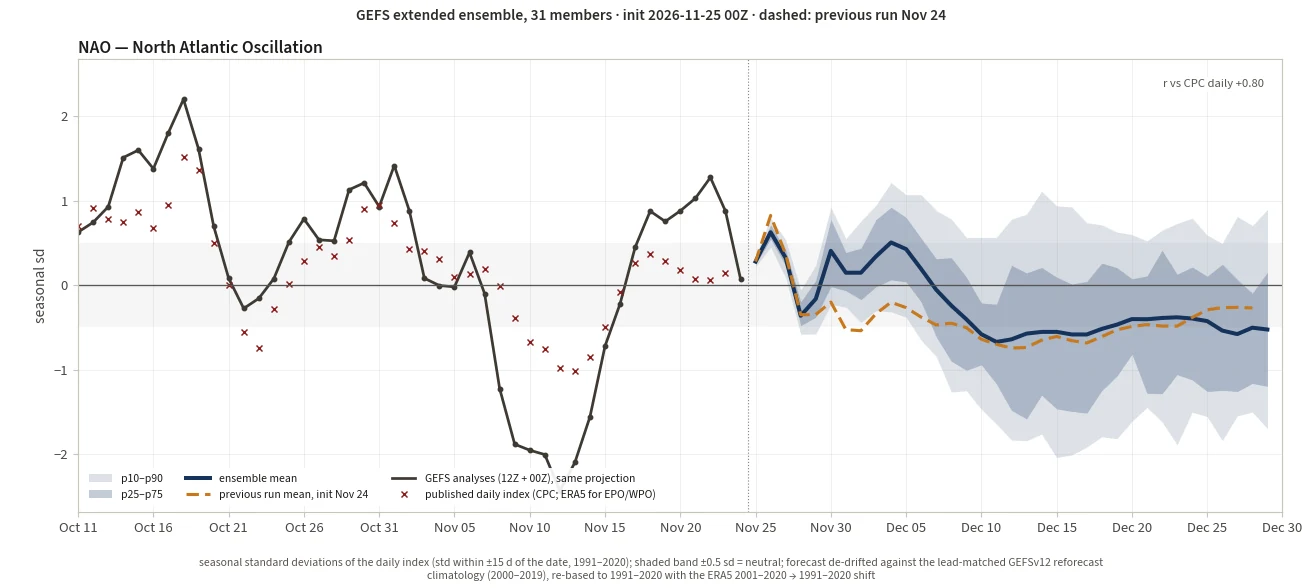 GEFS extended ensemble, 31 members · init 2026-11-25 00Z · dashed: previous run Nov 24
NAO — North Atlantic Oscillation
r vs CPC daily +0.80
seasonal sd
2
1
0
−1
−2
p10–p90
p25–p75
ensemble mean
previous run mean, init Nov 24
GEFS analyses (12Z + 00Z), same projection
published daily index (CPC; ERA5 for EPO/WPO)
Oct 11 Oct 16 Oct 21 Oct 26 Oct 31 Nov 05 Nov 10 Nov 15 Nov 20 Nov 25 Nov 30 Dec 05 Dec 10 Dec 15 Dec 20 Dec 25 Dec 30
seasonal standard deviations of the daily index (std within ±15 d of the date, 1991–2020); shaded band ±0.5 sd = neutral; forecast de-drifted against the lead-matched GEFSv12 reforecast
climatology (2000–2019), re-based to 1991–2020 with the ERA5 2001–2020 → 1991–2020 shift